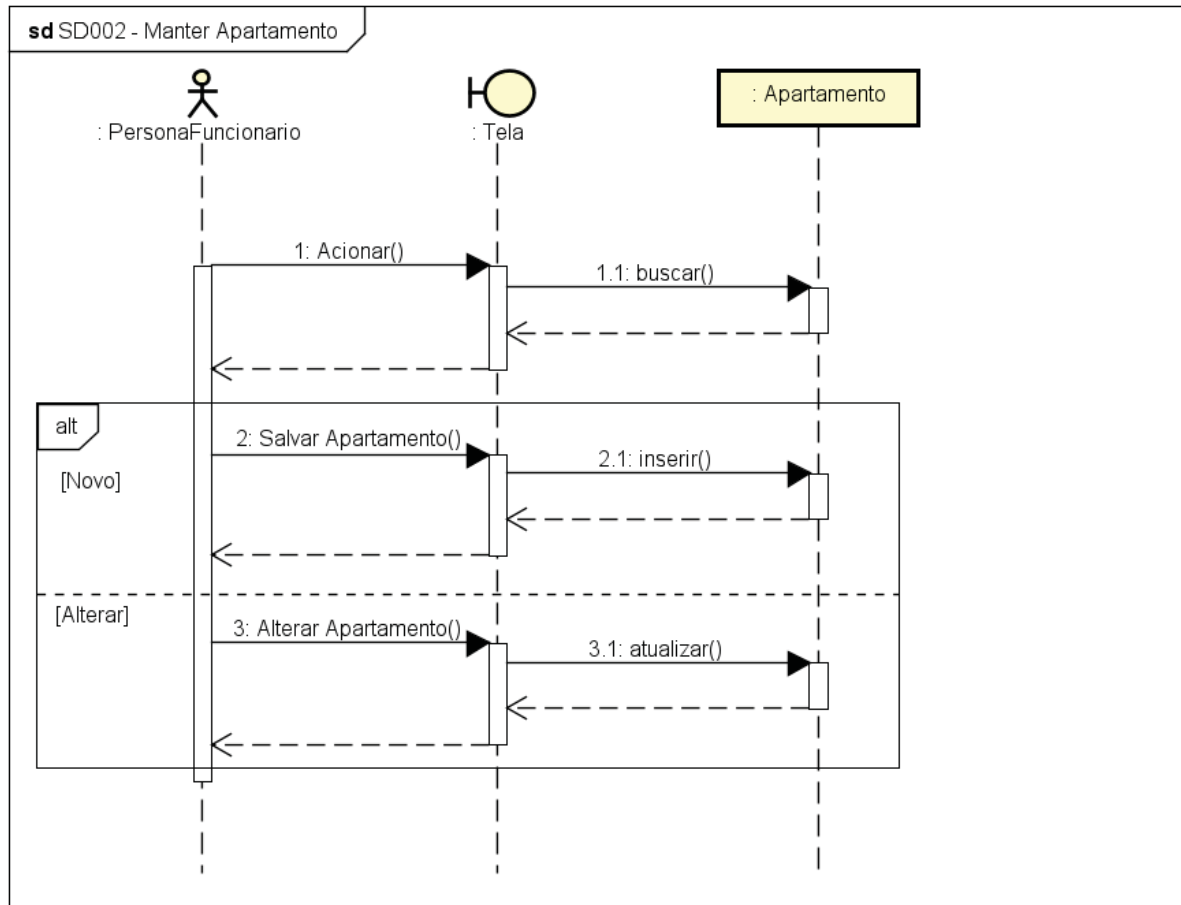 sd SD002 - Manter Apartamento
: PersonaFuncionario
: Tela
: Apartamento
1: Acionar()
1.1: buscar()
alt
2: Salvar Apartamento()
2.1: inserir()
[Novo]
[Alterar]
3: Alterar Apartamento()
3.1: atualizar()